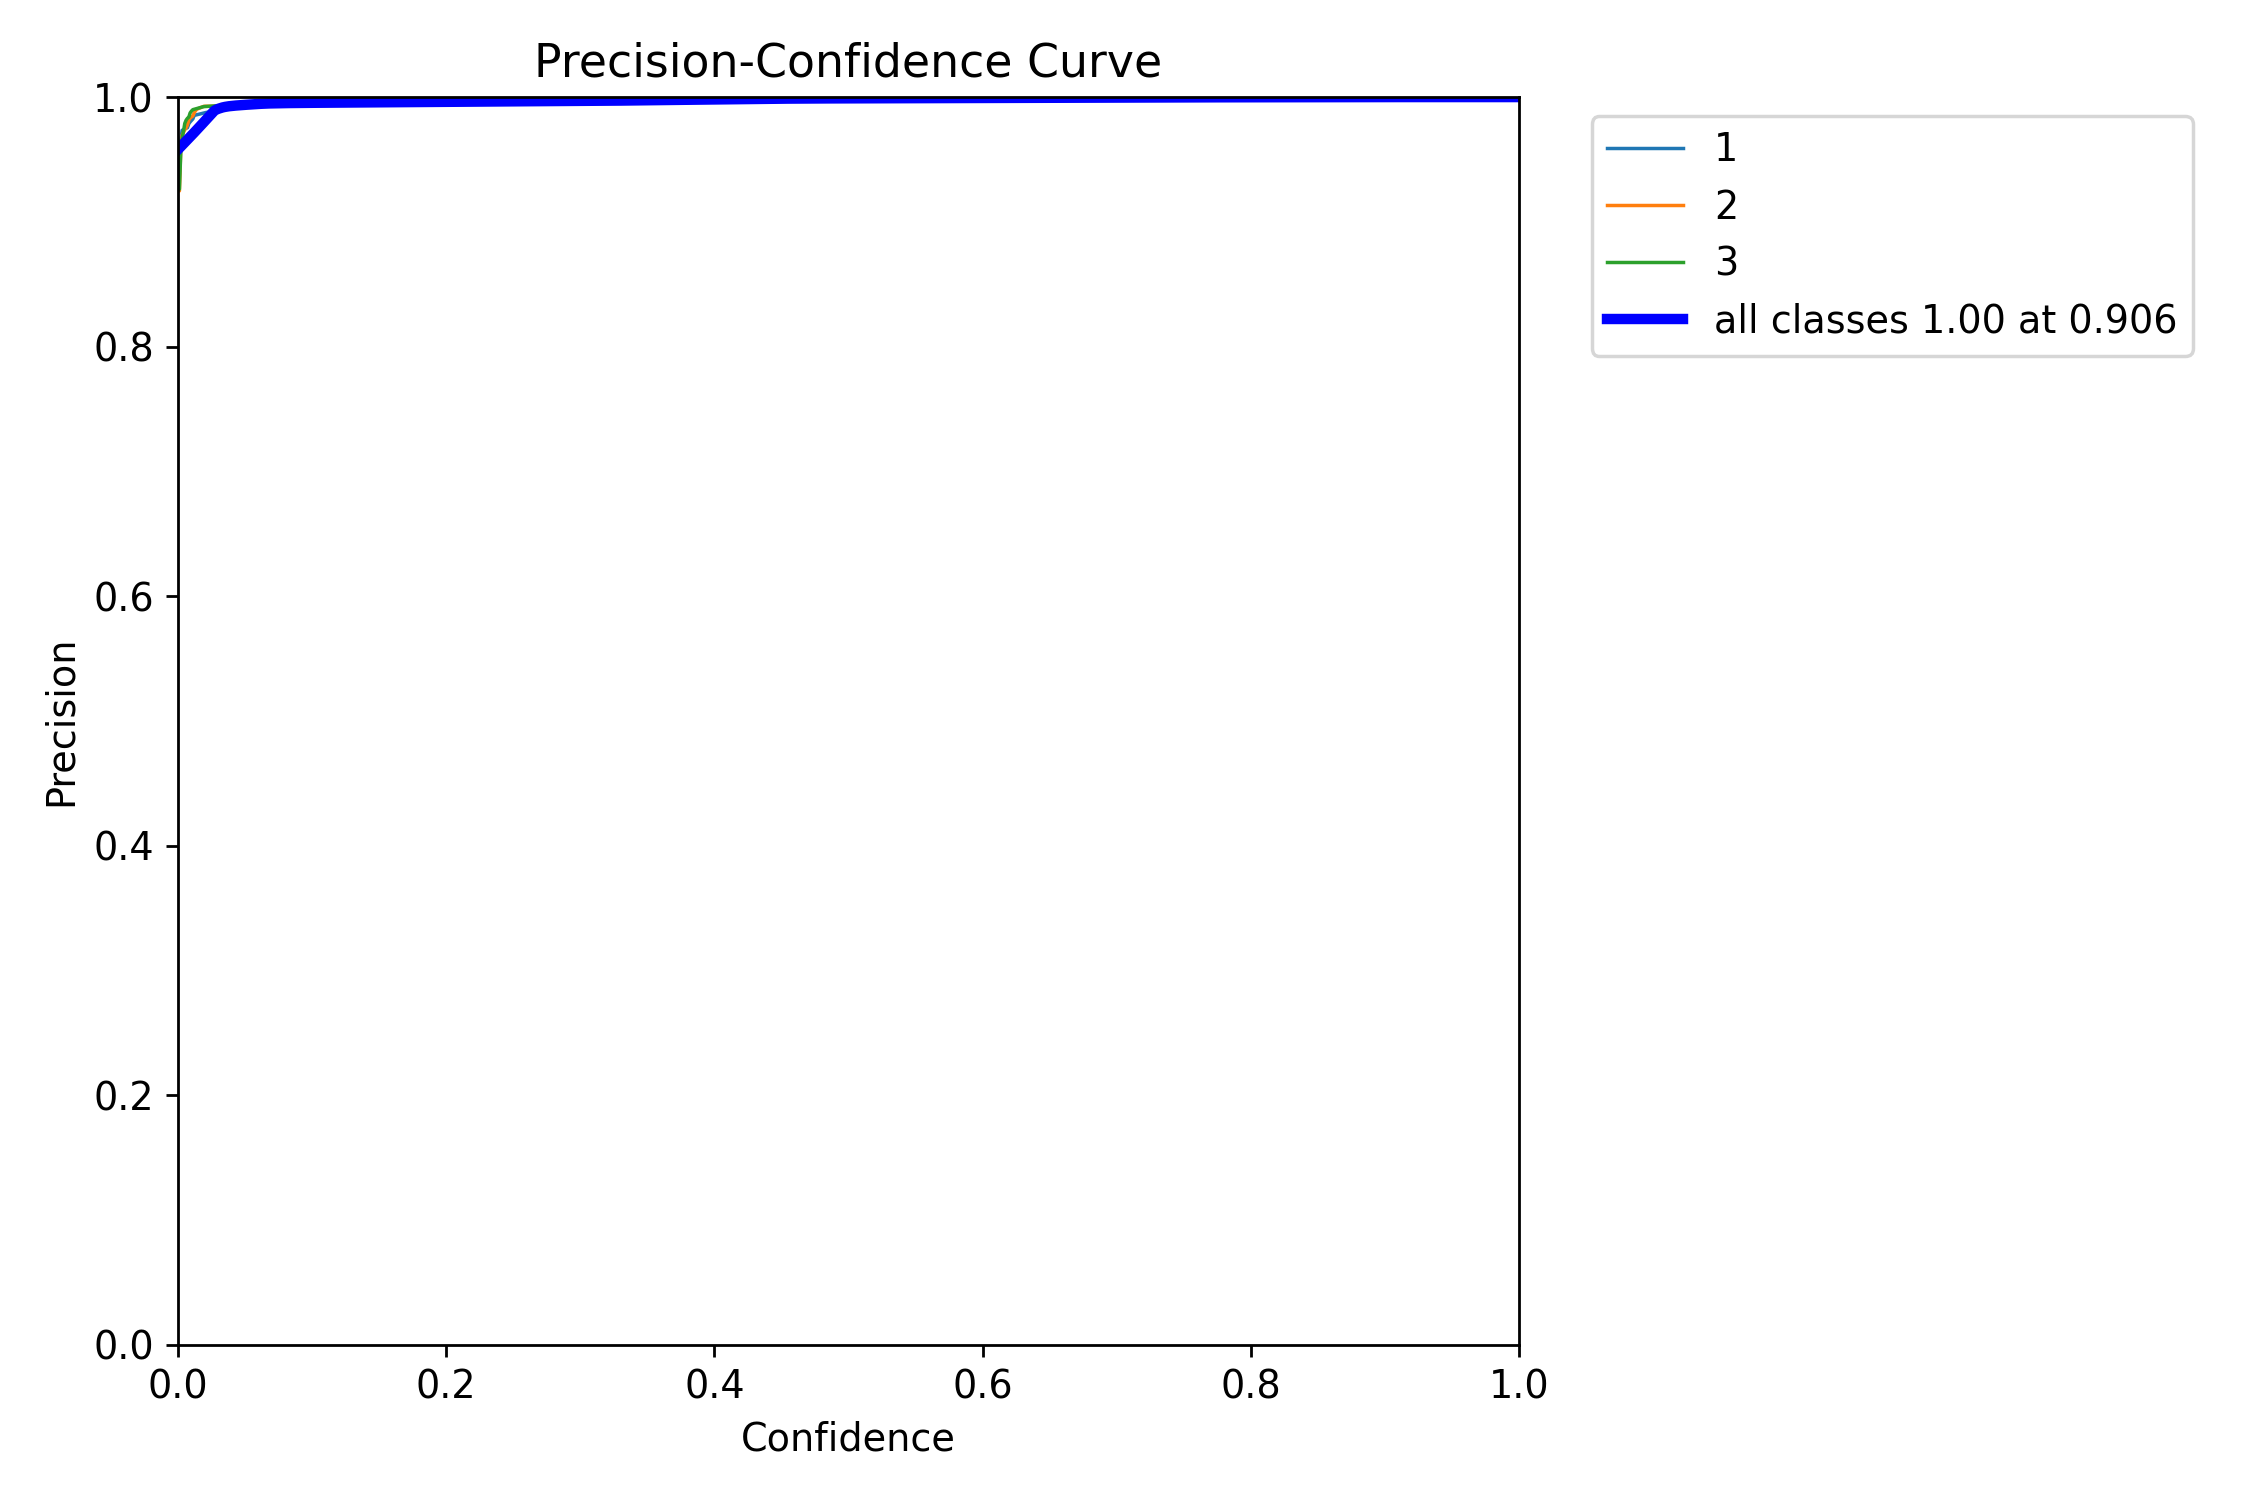 Precision-Confidence Curve
1.0
0.8
0.6
0.4
0.2
0.0
Precision
0.0 0.2 0.4 0.6 0.8 1.0
Confidence
1
2
3
all classes 1.00 at 0.906